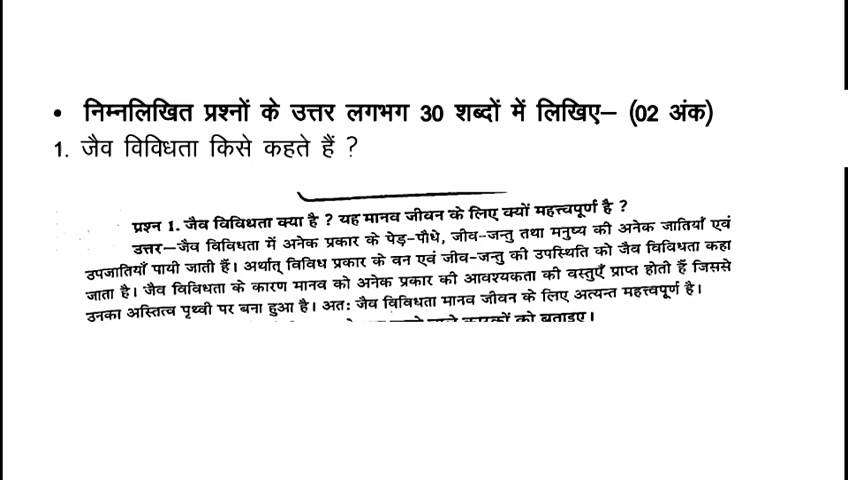 • निम्नलिखित प्रश्नों के उत्तर लगभग 30 शब्दों में लिखिए– (02 अंक)
1. जैव विविधता किसे कहते हैं ?
प्रश्न 1. जैव विविधता क्या है ? यह मानव जीवन के लिए क्यों महत्त्वपूर्ण है ?
उत्तर—जैव विविधता में अनेक प्रकार के पेड़-पौधे, जीव-जन्तु तथा मनुष्य की अनेक जातियाँ एवं
उपजातियाँ पायी जाती हैं। अर्थात् विविध प्रकार के वन एवं जीव-जन्तु की उपस्थिति को जैव विविधता कहा
जाता है। जैव विविधता के कारण मानव को अनेक प्रकार की आवश्यकता की वस्तुएँ प्राप्त होती हैं जिससे
उनका अस्तित्व पृथ्वी पर बना हुआ है। अतः जैव विविधता मानव जीवन के लिए अत्यन्त महत्त्वपूर्ण है।
कारकों को बताइए।